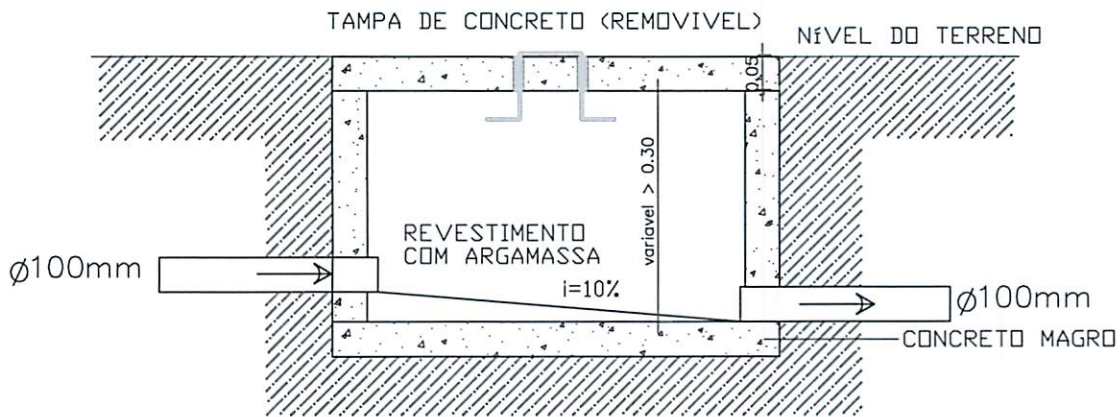 TAMPA DE CONCRETO (REMOVIVEL)
NíVEL DO TERRENO
0.05
variavel > 0.30
REVESTIMENTO
COM ARGAMASSA
i=10%
Ø100mm
Ø100mm
CONCRETO MAGRO